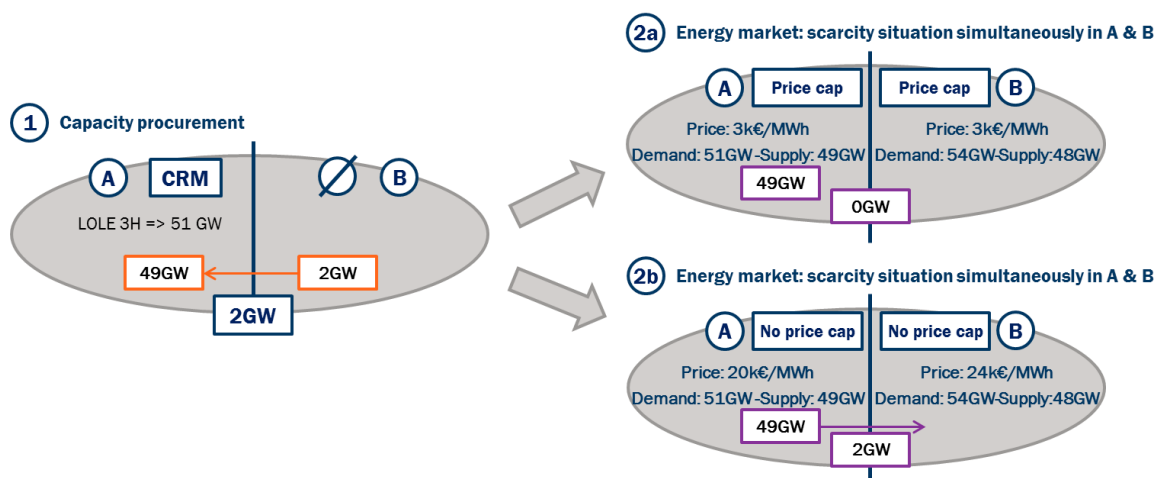 1 Capacity procurement
A CRM B
LOLE 3H => 51 GW
49GW 2GW
2GW
2a Energy market: scarcity situation simultaneously in A & B
A Price cap Price cap B
Price: 3k€/MWh Price: 3k€/MWh
Demand: 51GW-Supply: 49GW Demand: 54GW-Supply:48GW
49GW
0GW
2b Energy market: scarcity situation simultaneously in A & B
A No price cap No price cap B
Price: 20k€/MWh Price: 24k€/MWh
Demand: 51GW-Supply: 49GW Demand: 54GW-Supply:48GW
49GW
2GW